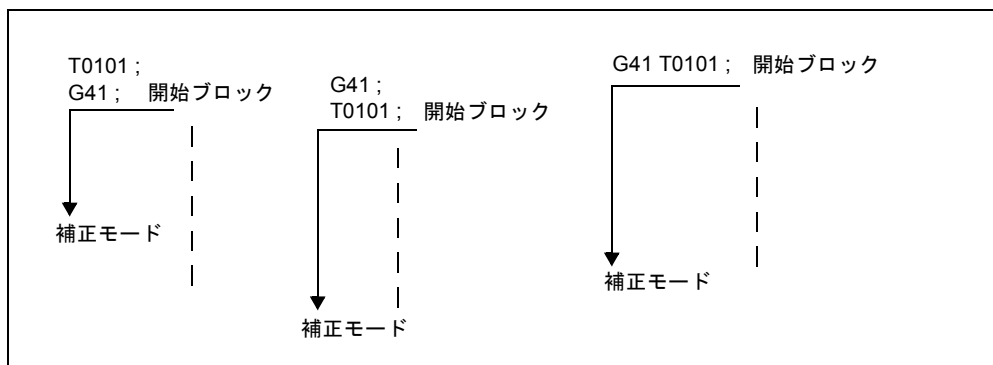 T0101 ;
G41 ; 開始ブロック
補正モード
G41 ;
T0101 ; 開始ブロック
補正モード
G41 T0101 ; 開始ブロック
補正モード